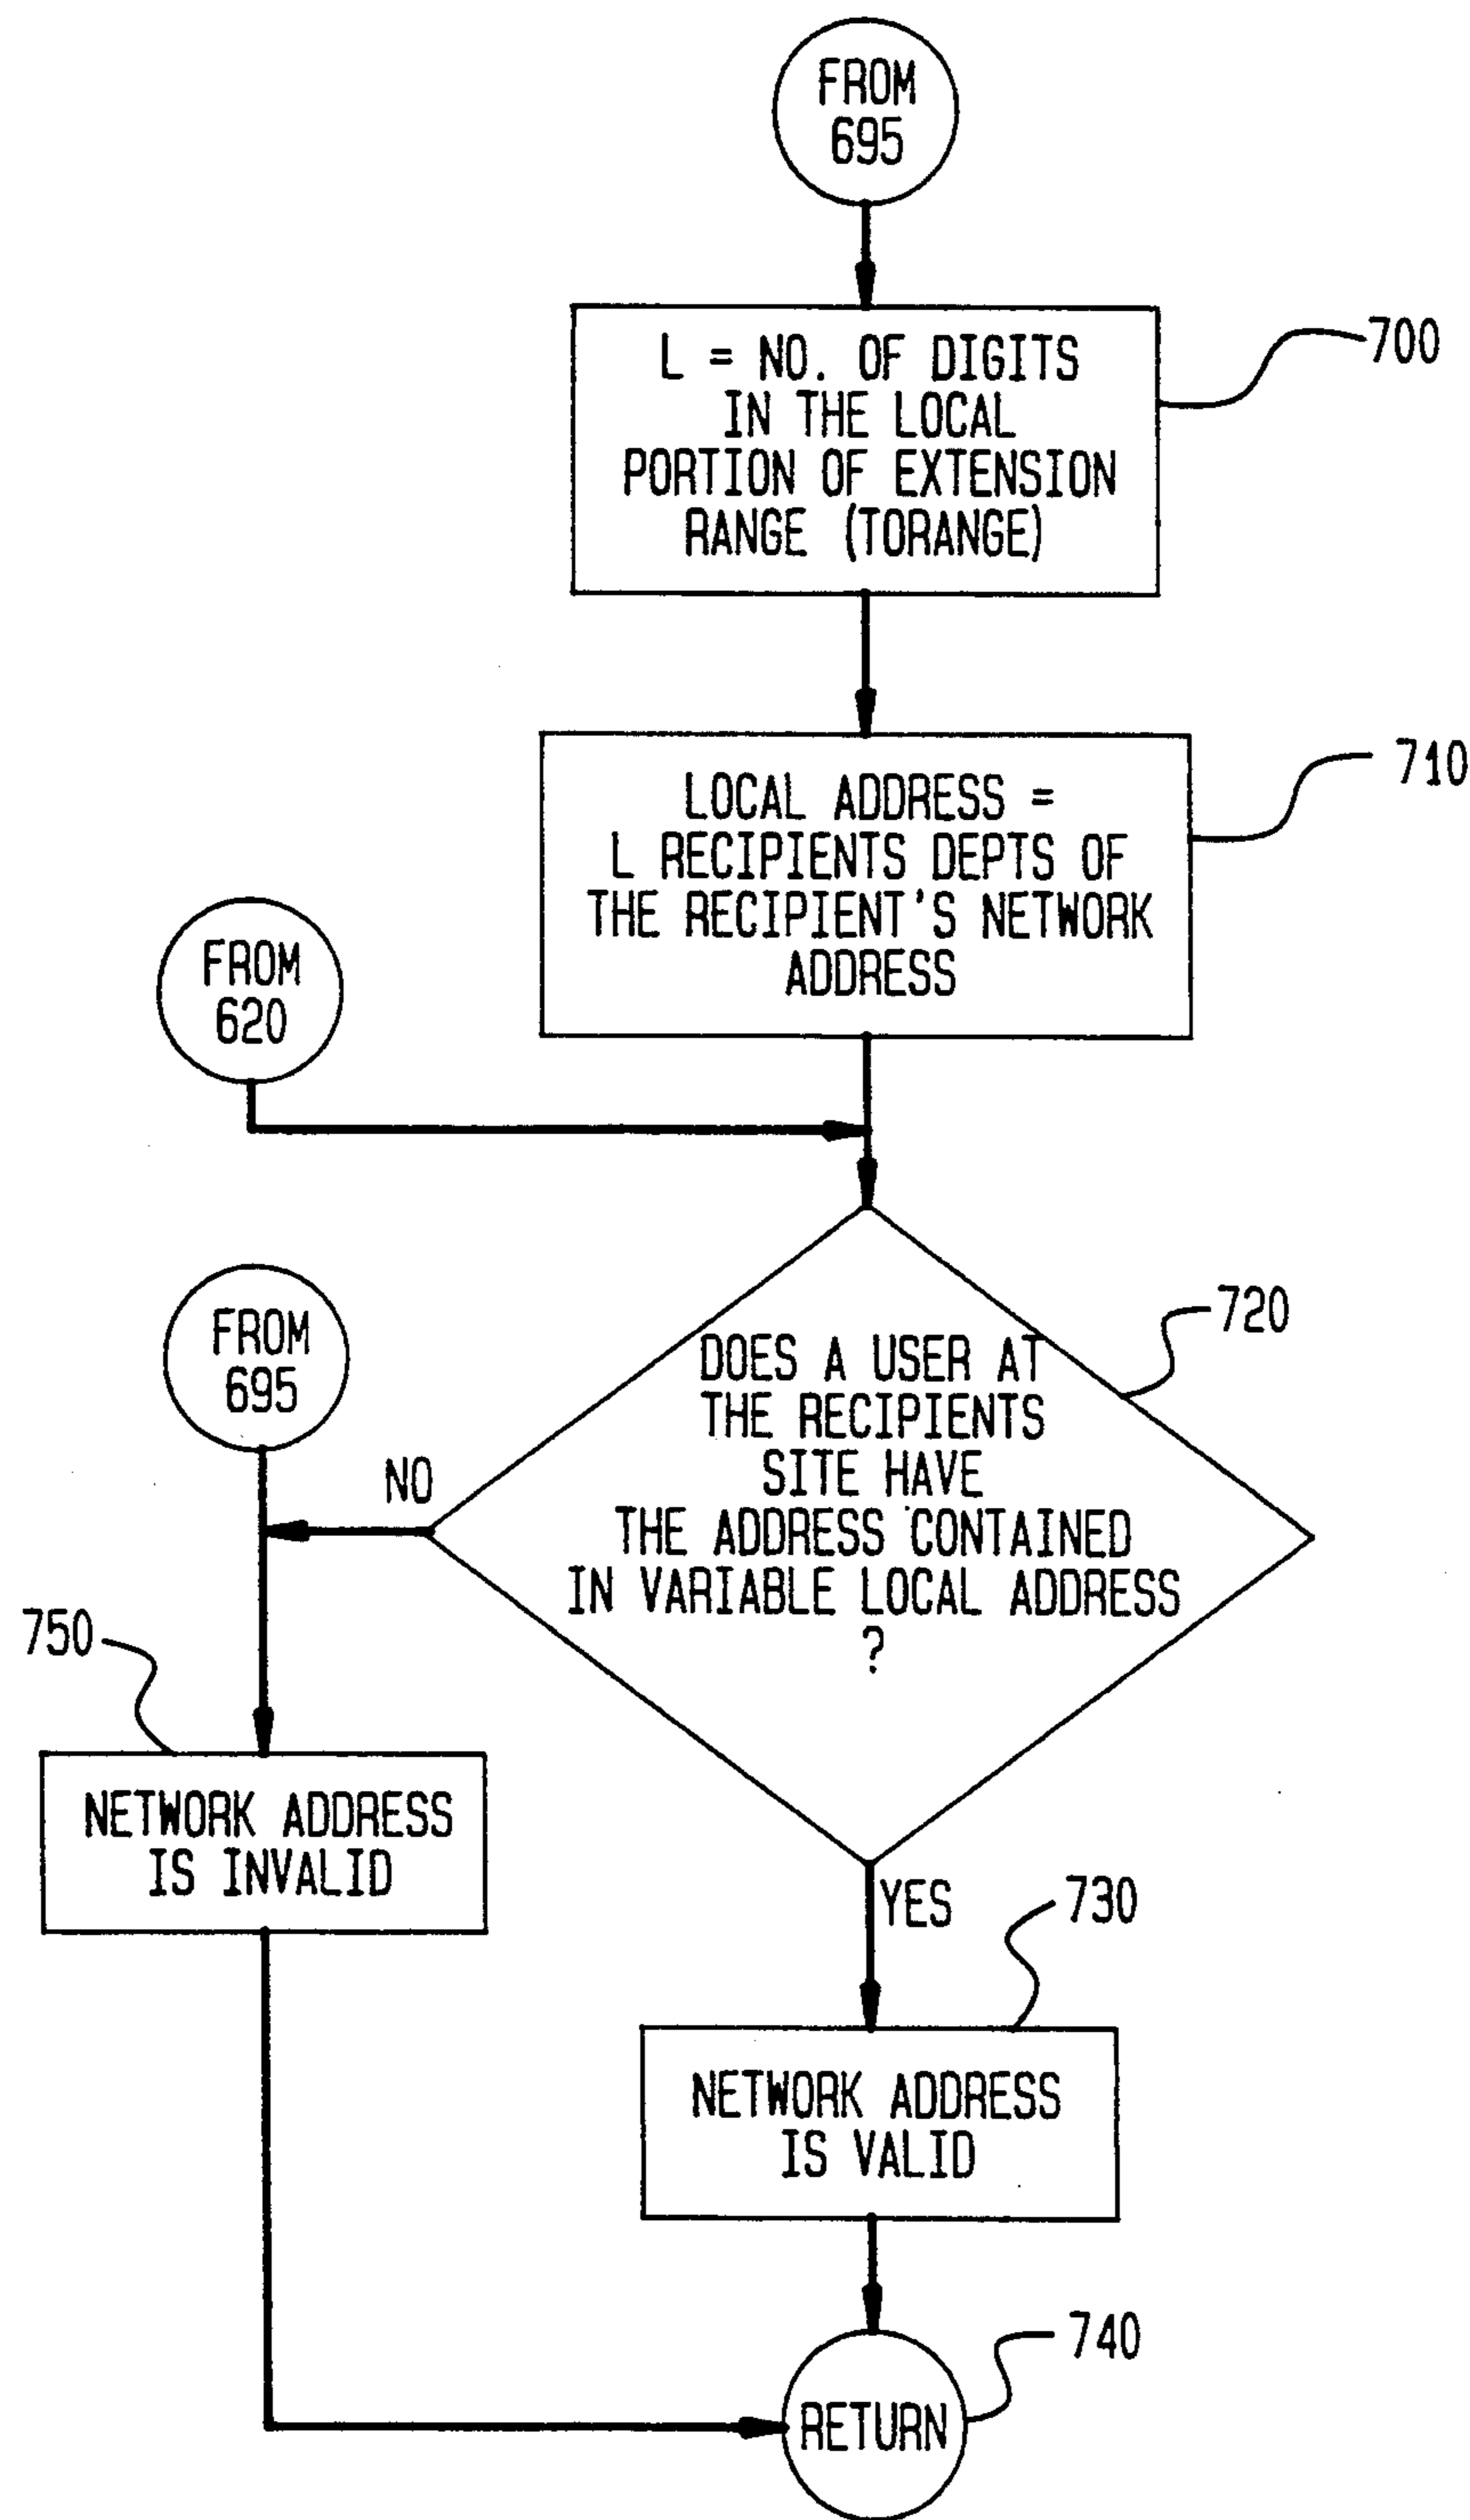 FROM
695
L = NO. OF DIGITS
IN THE LOCAL
PORTION OF EXTENSION
RANGE (TORANGE)
700
LOCAL ADDRESS =
L RECIPIENTS DEPTS OF
THE RECIPIENT'S NETWORK
ADDRESS
710
FROM
620
DOES A USER AT
THE RECIPIENTS
SITE HAVE
THE ADDRESS CONTAINED
IN VARIABLE LOCAL ADDRESS
?
720
FROM
695
NO
750
NETWORK ADDRESS
IS INVALID
YES
730
NETWORK ADDRESS
IS VALID
740
RETURN